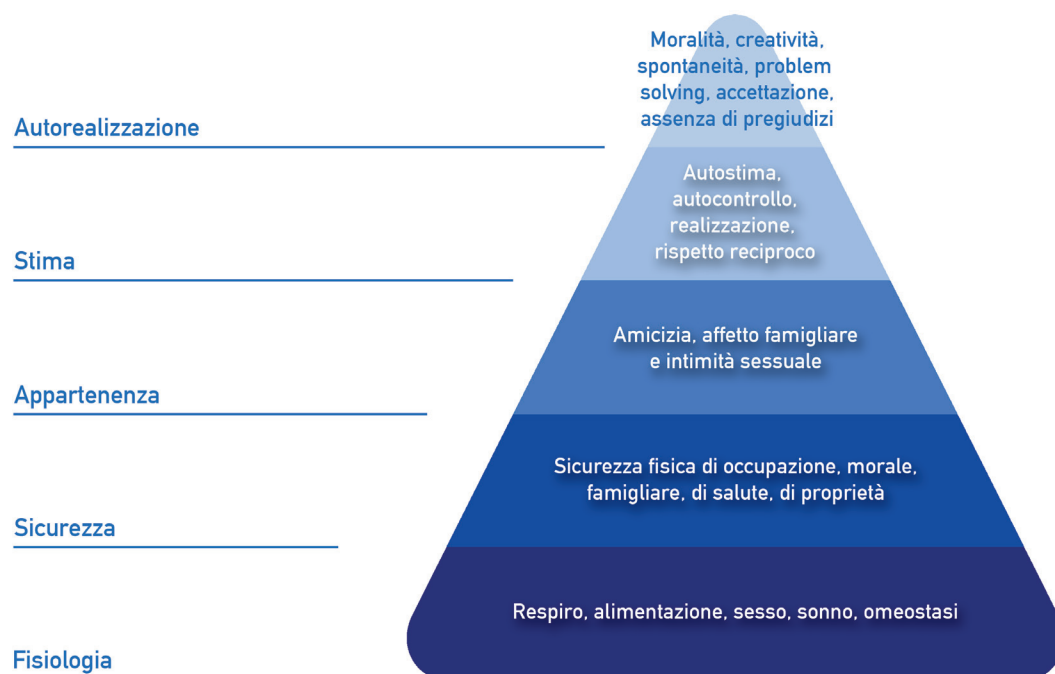 Moralità, creatività,
spontaneità, problem
solving, accettazione,
assenza di pregiudizi
Autorealizzazione
Autostima,
autocontrollo,
realizzazione,
rispetto reciproco
Stima
Amicizia, affetto famigliare
e intimità sessuale
Appartenenza
Sicurezza fisica di occupazione, morale,
famigliare, di salute, di proprietà
Sicurezza
Respiro, alimentazione, sesso, sonno, omeostasi
Fisiologia